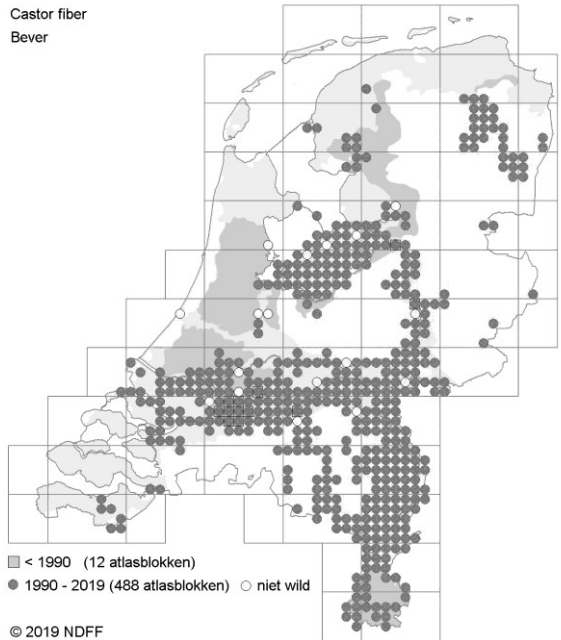 Castor fiber
Bever
< 1990 (12 atlasblokken)
1990 - 2019 (488 atlasblokken) niet wild
© 2019 NDFF